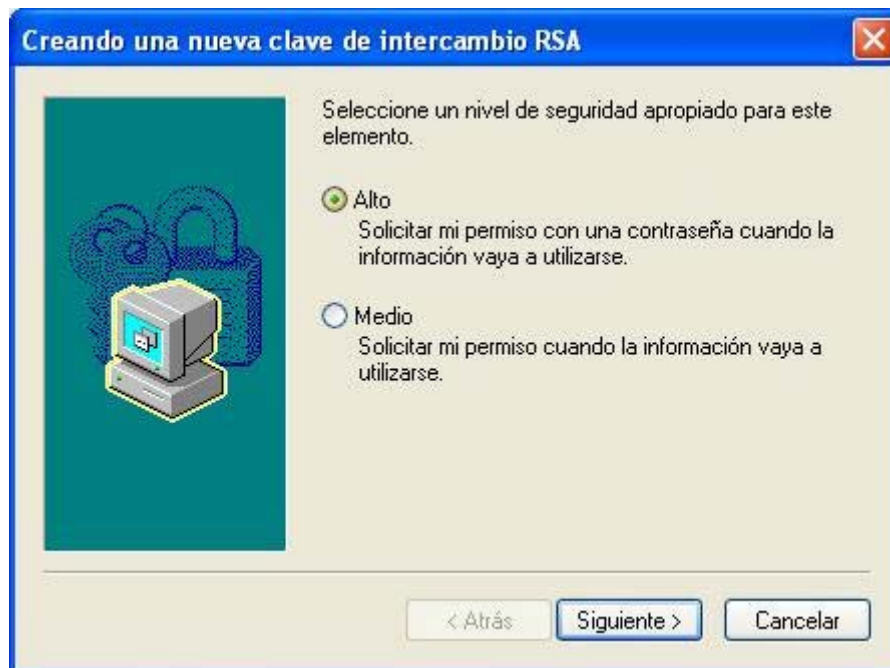 Creando una nueva clave de intercambio RSA
Seleccione un nivel de seguridad apropiado para este
elemento.
Alto
Solicitar mi permiso con una contraseña cuando la
información vaya a utilizarse.
Medio
Solicitar mi permiso cuando la información vaya a
utilizarse.
< Atrás
Siguiente >
Cancelar